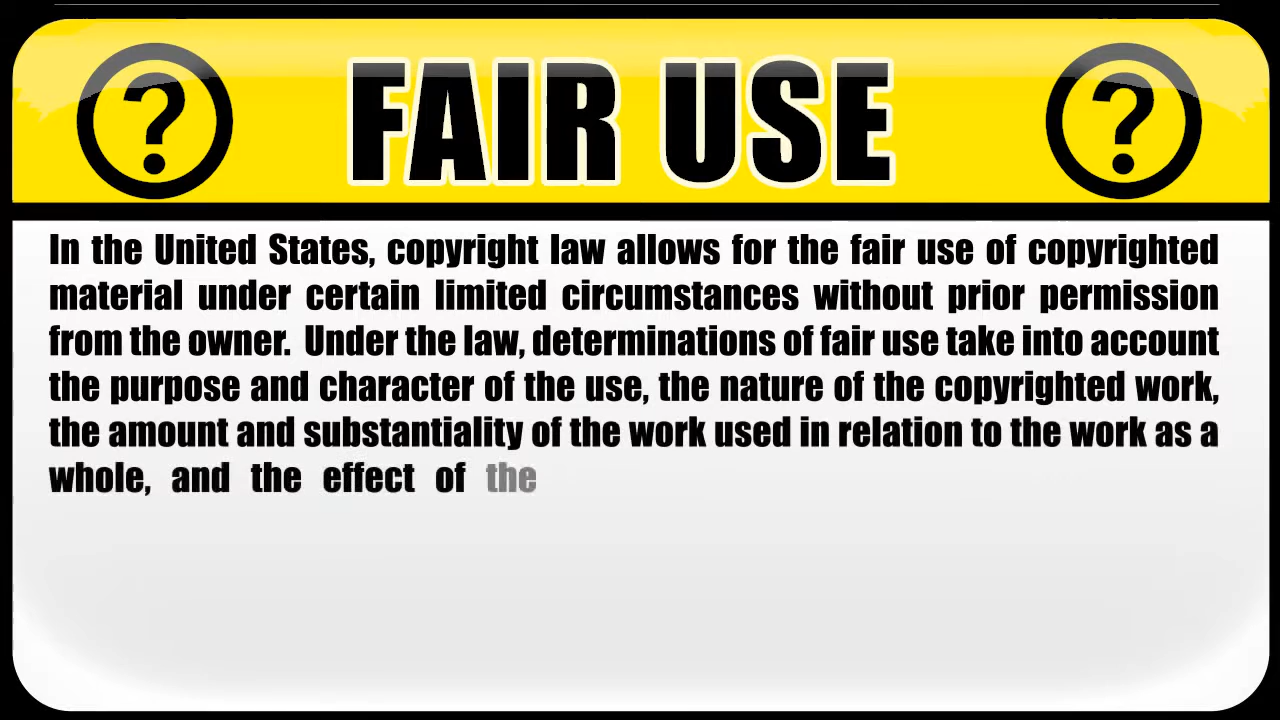 ? FAIR USE ?
In the United States, copyright law allows for the fair use of copyrighted
material under certain limited circumstances without prior permission
from the owner. Under the law, determinations of fair use take into account
the purpose and character of the use, the nature of the copyrighted work,
the amount and substantiality of the work used in relation to the work as a
whole, and the effect of the